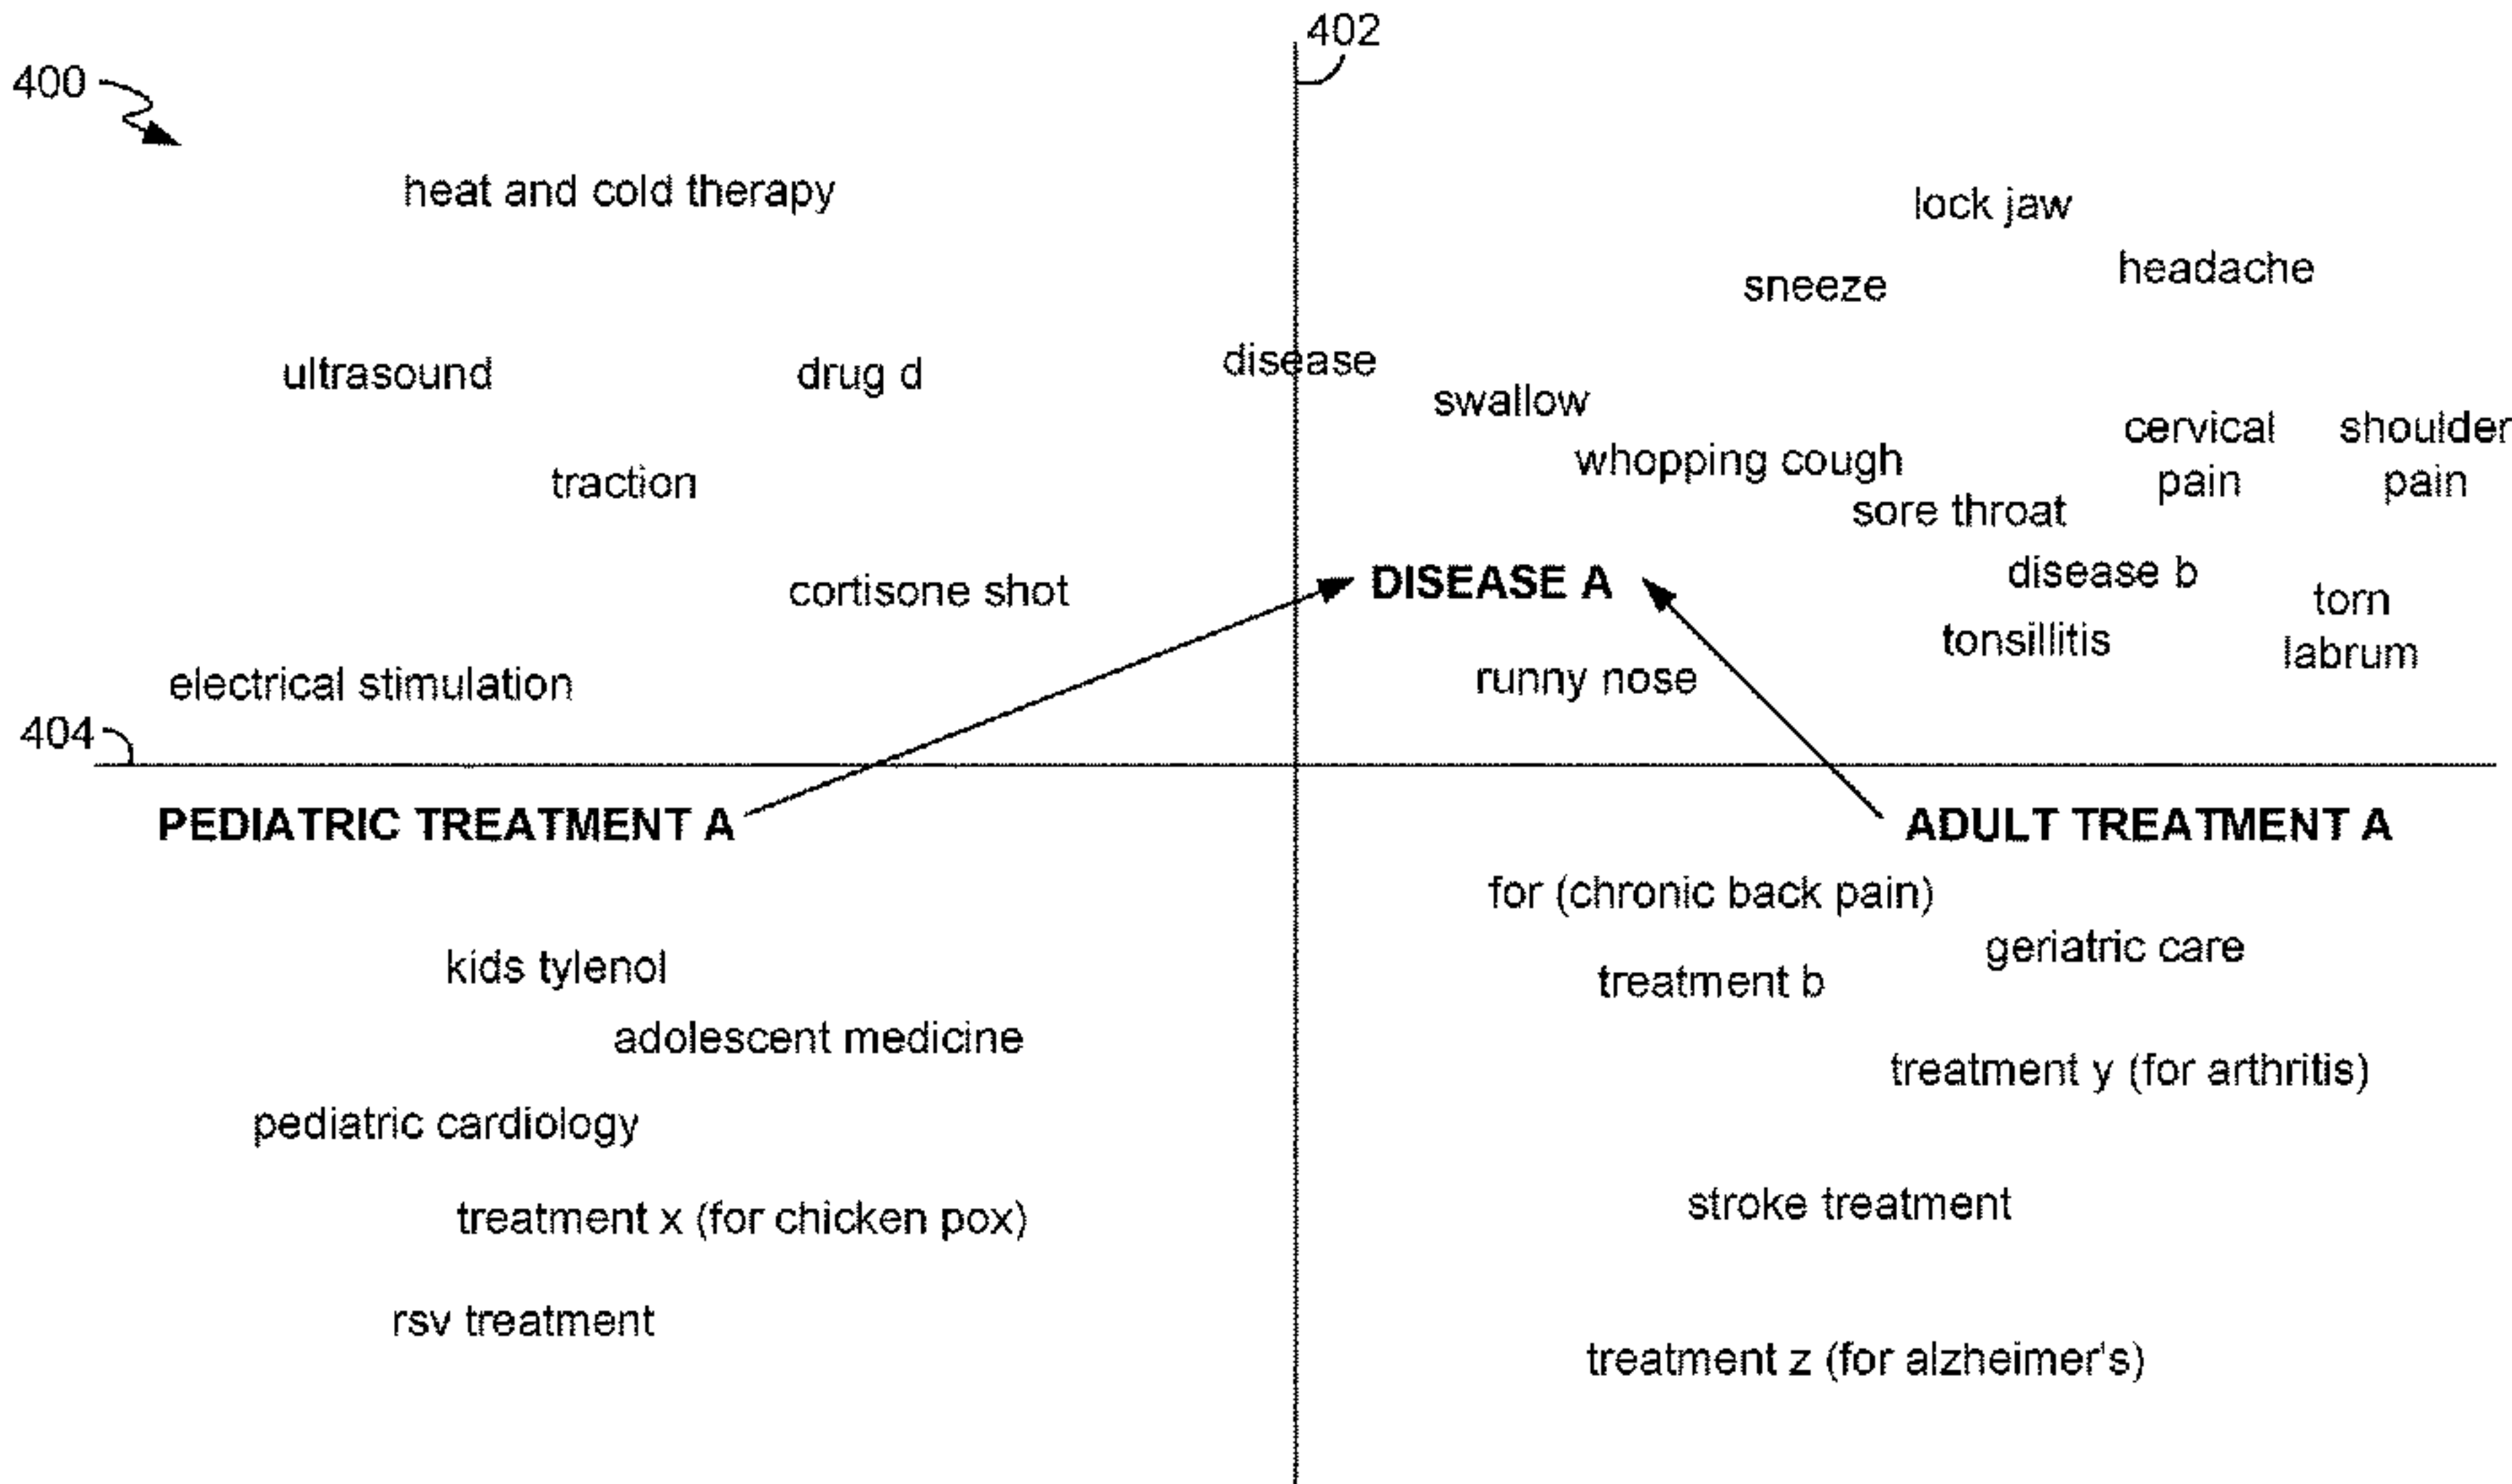 402
400
heat and cold therapy
lock jaw
headache
sneeze
ultrasound
drug d
disease
swallow
cervical
pain
shoulder
pain
whopping cough
traction
sore throat
cortisone shot
DISEASE A
disease b
torn
labrum
tonsillitis
runny nose
electrical stimulation
404
PEDIATRIC TREATMENT A
ADULT TREATMENT A
for (chronic back pain)
kids tylenol
geriatric care
treatment b
adolescent medicine
treatment y (for arthritis)
pediatric cardiology
stroke treatment
treatment x (for chicken pox)
rsv treatment
treatment z (for alzheimer's)